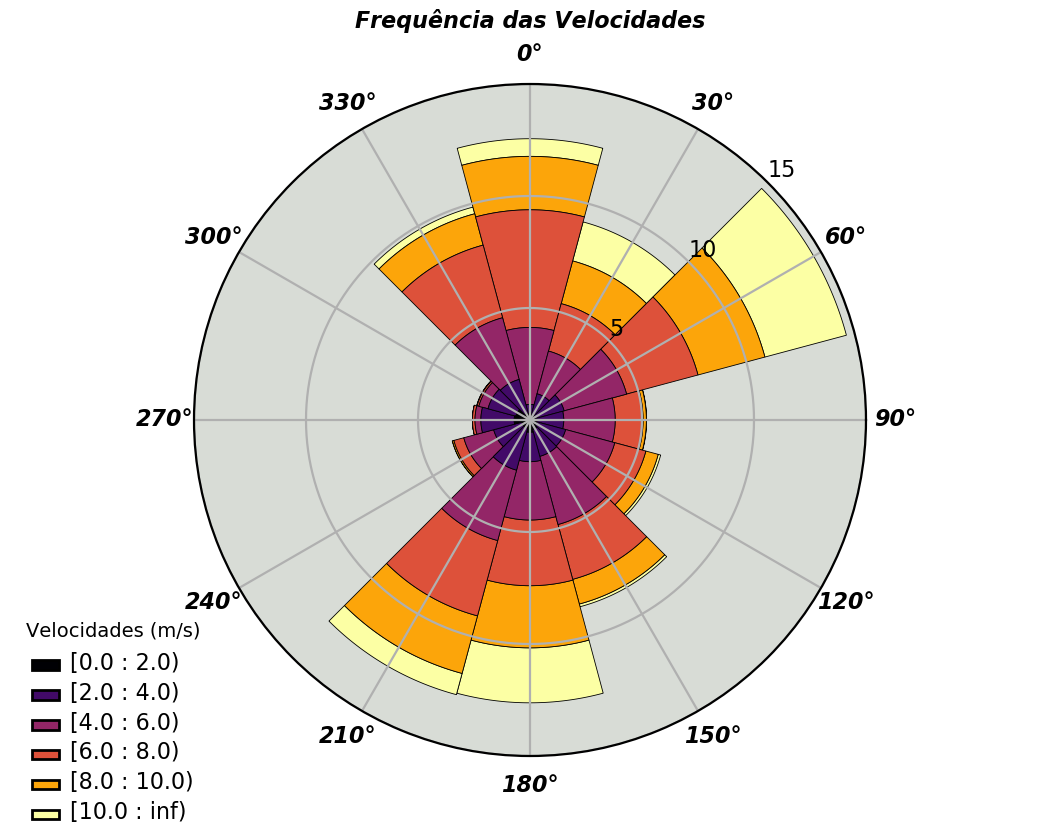 Frequência das Velocidades
0°
330°
30°
15
300°
60°
10
5
270°
90°
240°
120°
210°
150°
180°
Velocidades (m/s)
[0.0 : 2.0)
[2.0 : 4.0)
[4.0 : 6.0)
[6.0 : 8.0)
[8.0 : 10.0)
[10.0 : inf)